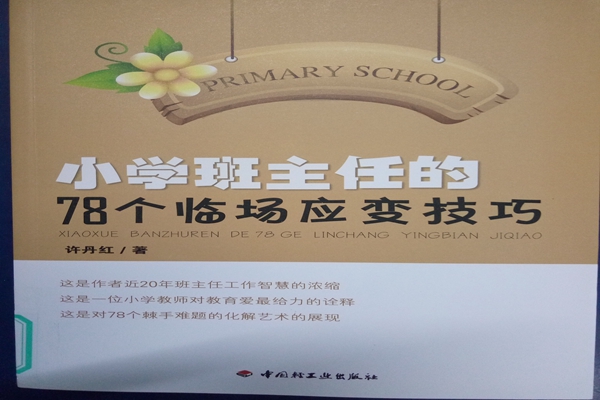 PRIMARY SCHOOL
小学班主任的
78个临场应变技巧
XIAOXUE BANZHUREN DE 78 GE LINCHANG YINGBIAN JIQIAO
许丹红/著
这是作者近20年班主任工作智慧的浓缩
这是一位小学教师对教育爱最给力的诠释
这是对78个棘手难题的化解艺术的展现
中国轻工业出版社